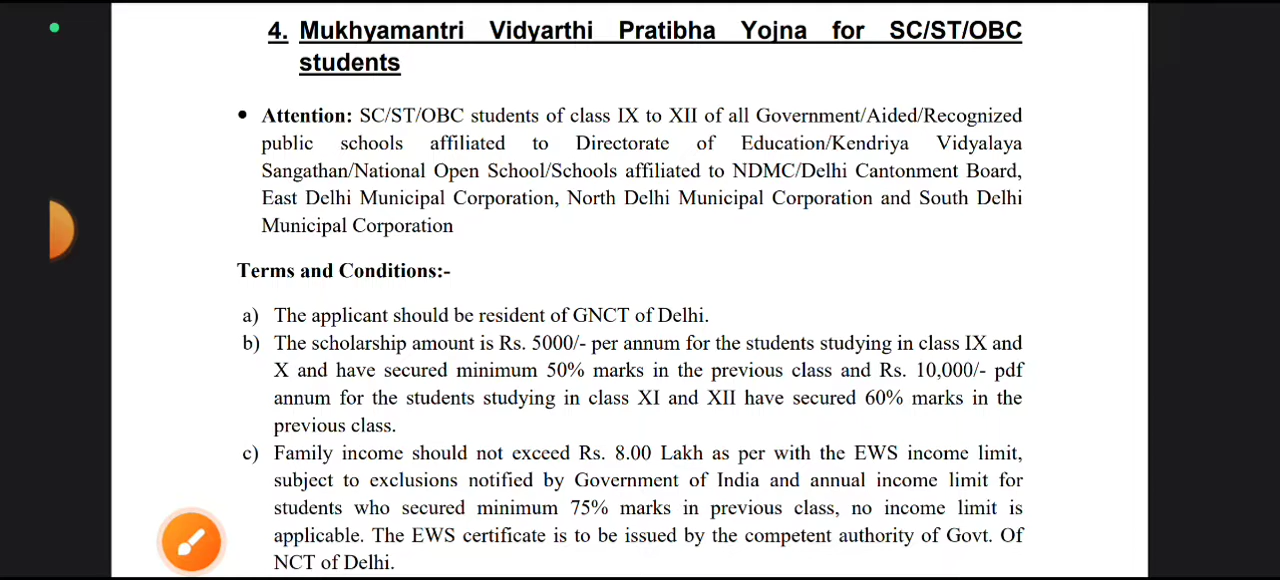 4. Mukhyamantri Vidyarthi Pratibha Yojna for SC/ST/OBC
students
• Attention: SC/ST/OBC students of class IX to XII of all Government/Aided/Recognized
public schools affiliated to Directorate of Education/Kendriya Vidyalaya
Sangathan/National Open School/Schools affiliated to NDMC/Delhi Cantonment Board,
East Delhi Municipal Corporation, North Delhi Municipal Corporation and South Delhi
Municipal Corporation
Terms and Conditions:-
a) The applicant should be resident of GNCT of Delhi.
b) The scholarship amount is Rs. 5000/- per annum for the students studying in class IX and
X and have secured minimum 50% marks in the previous class and Rs. 10,000/- pdf
annum for the students studying in class XI and XII have secured 60% marks in the
previous class.
c) Family income should not exceed Rs. 8.00 Lakh as per with the EWS income limit,
subject to exclusions notified by Government of India and annual income limit for
students who secured minimum 75% marks in previous class, no income limit is
applicable. The EWS certificate is to be issued by the competent authority of Govt. Of
NCT of Delhi.